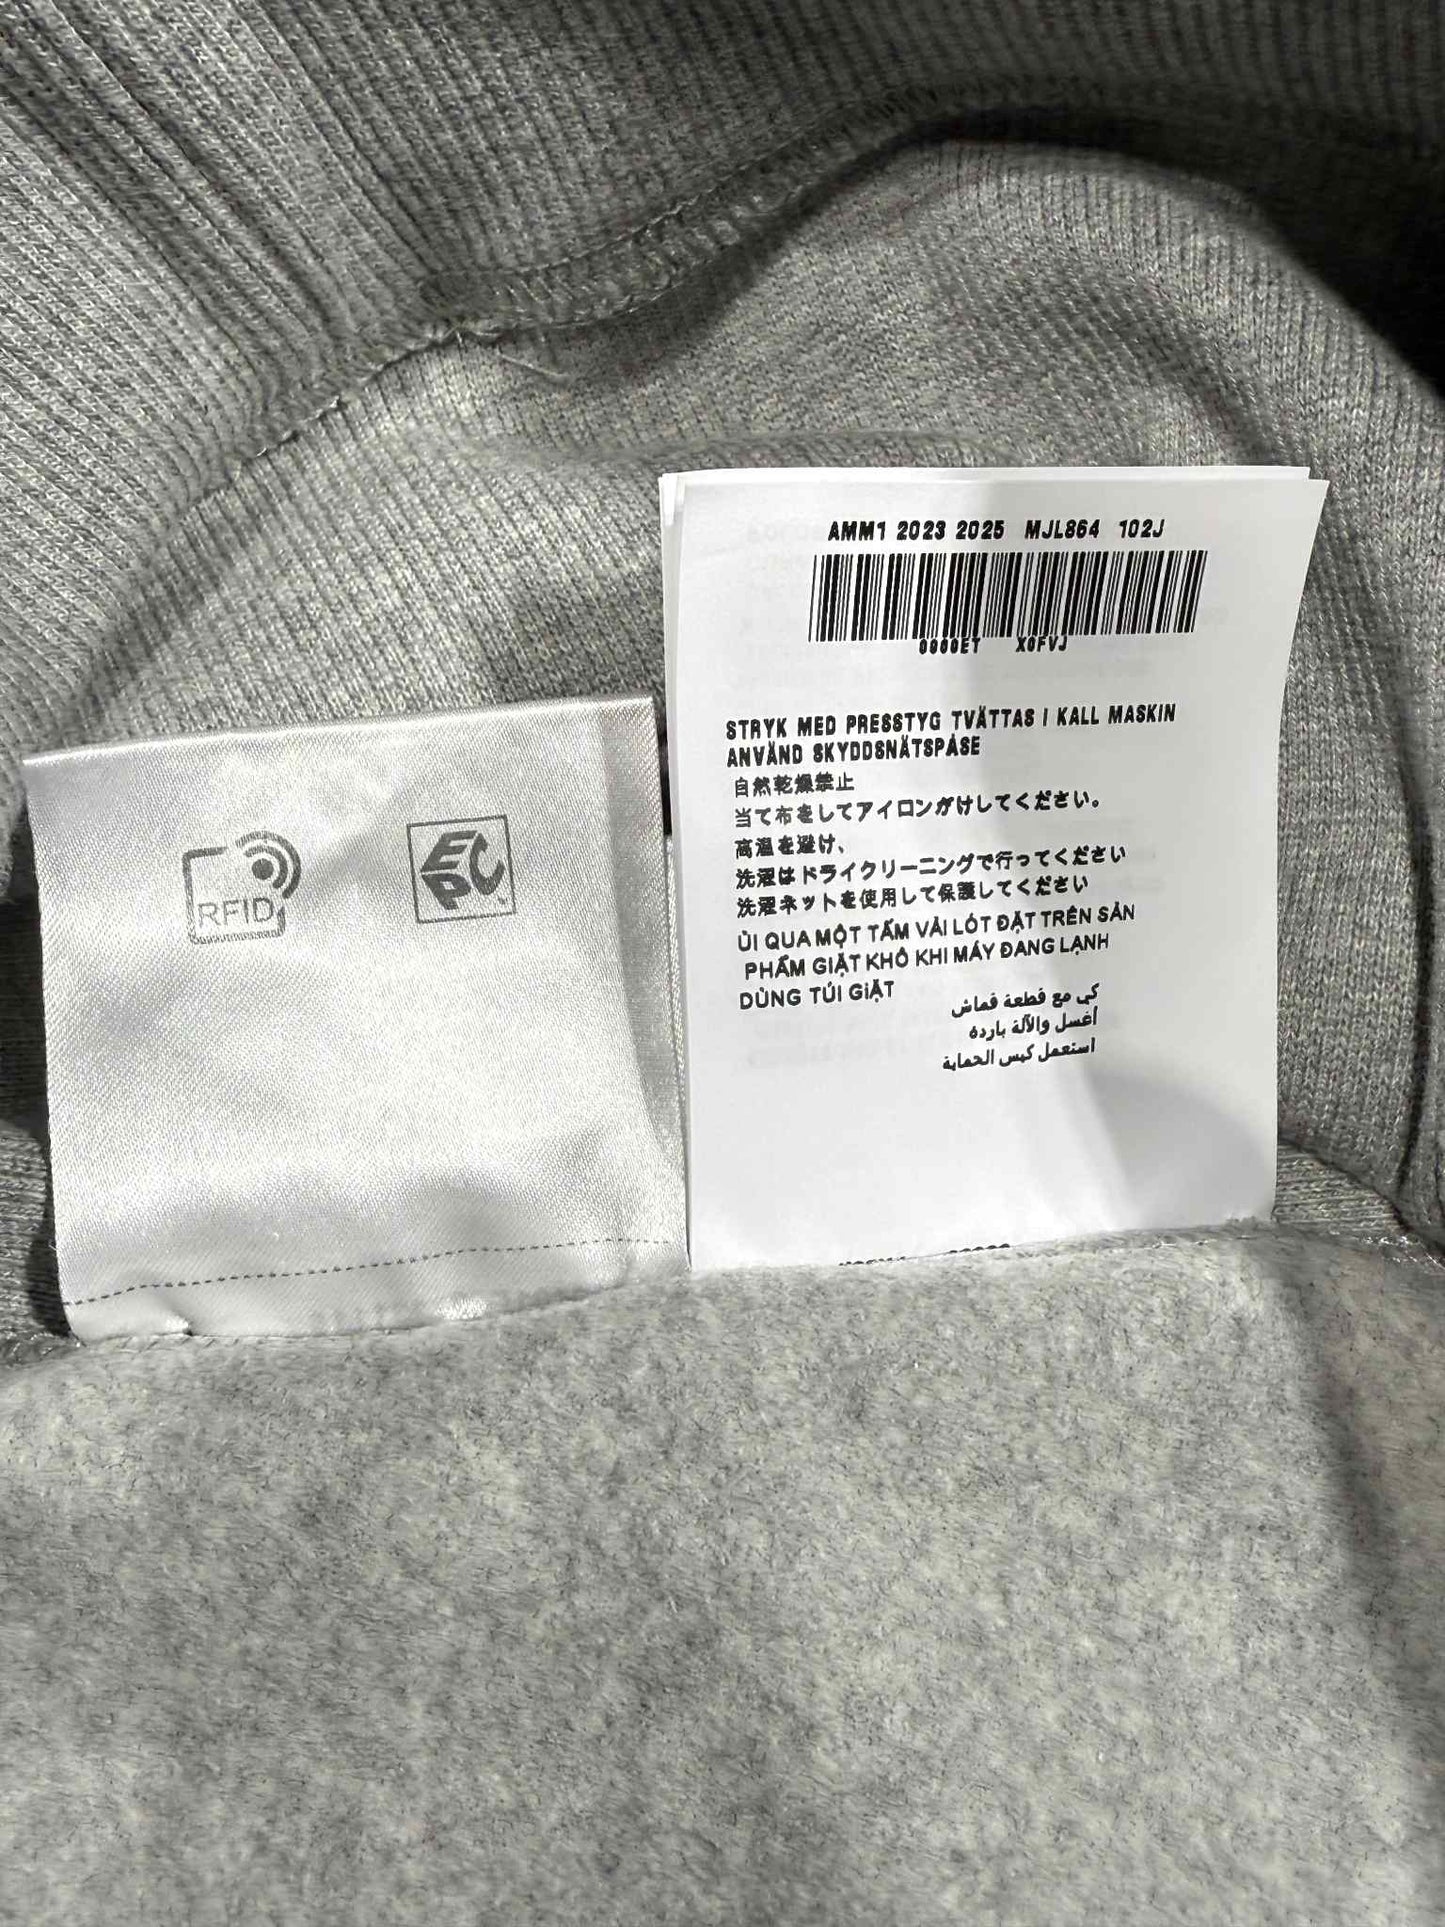 AMM1 2023 2025 MJL864 102J
0000ET X0FVJ
STRYK MED PRESSTYG TVÄTTAS I KALL MASKIN
ANVÄND SKYDDSNÄTSPÅSE
自然乾燥禁止
当て布をしてアイロンがけしてください。
高温を避け、
洗濯はドライクリーニングで行ってください
洗濯ネットを使用して保護してください
ỦI QUA MỘT TẤM VẢI LÓT ĐẶT TRÊN SẢN
PHẨM GIẶT KHÔ KHI MÁY ĐANG LẠNH
DÙNG TÚI GIẶT
كي مع قطعة قماش
أغسل والآلة بارده
استعمل كيس الحماية
RFID
EPC
TM